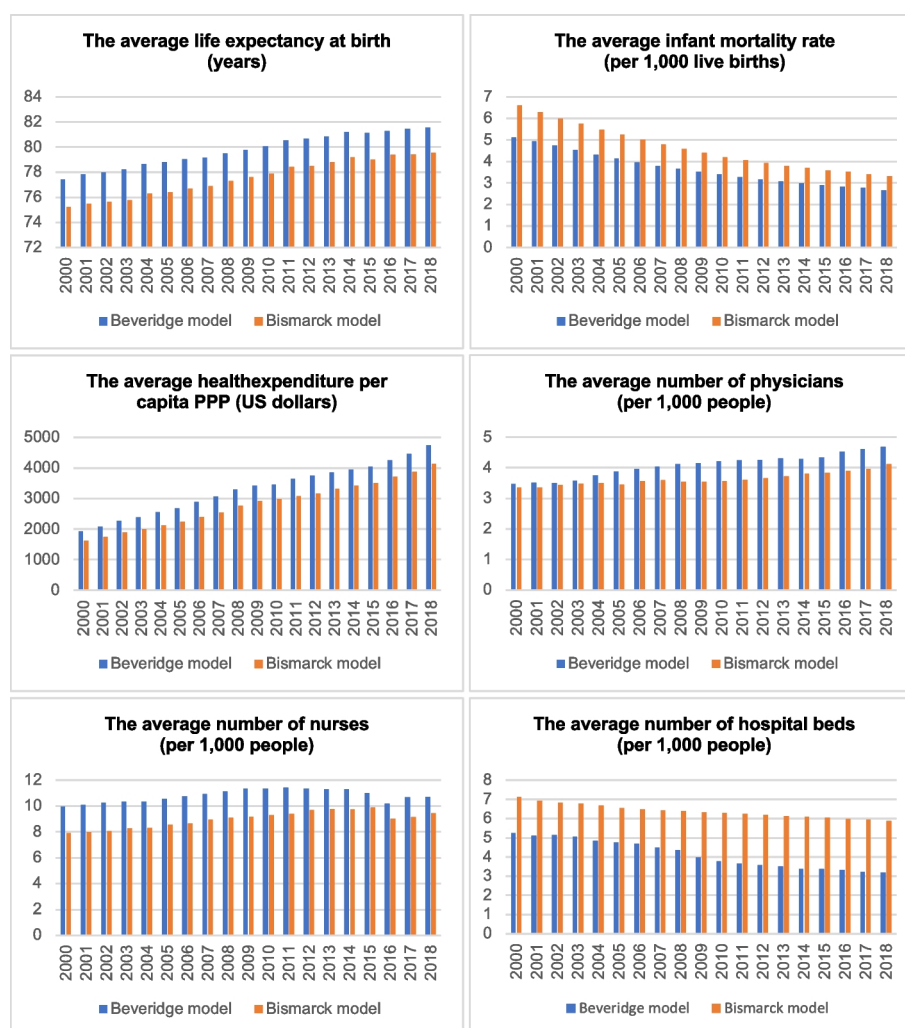 The average life expectancy at birth
(years)
84
82
80
78
76
74
72
2000 2001 2002 2003 2004 2005 2006 2007 2008 2009 2010 2011 2012 2013 2014 2015 2016 2017 2018
Beveridge model Bismarck model
The average infant mortality rate
(per 1,000 live births)
7
6
5
4
3
2
1
0
2000 2001 2002 2003 2004 2005 2006 2007 2008 2009 2010 2011 2012 2013 2014 2015 2016 2017 2018
Beveridge model Bismarck model
The average healthexpenditure per
capita PPP (US dollars)
5000
4000
3000
2000
1000
0
2000 2001 2002 2003 2004 2005 2006 2007 2008 2009 2010 2011 2012 2013 2014 2015 2016 2017 2018
Beveridge model Bismarck model
The average number of physicians
(per 1,000 people)
5
4
3
2
1
0
2000 2001 2002 2003 2004 2005 2006 2007 2008 2009 2010 2011 2012 2013 2014 2015 2016 2017 2018
Beveridge model Bismarck model
The average number of nurses
(per 1,000 people)
12
10
8
6
4
2
0
2000 2001 2002 2003 2004 2005 2006 2007 2008 2009 2010 2011 2012 2013 2014 2015 2016 2017 2018
Beveridge model Bismarck model
The average number of hospital beds
(per 1,000 people)
8
7
6
5
4
3
2
1
0
2000 2001 2002 2003 2004 2005 2006 2007 2008 2009 2010 2011 2012 2013 2014 2015 2016 2017 2018
Beveridge model Bismarck model